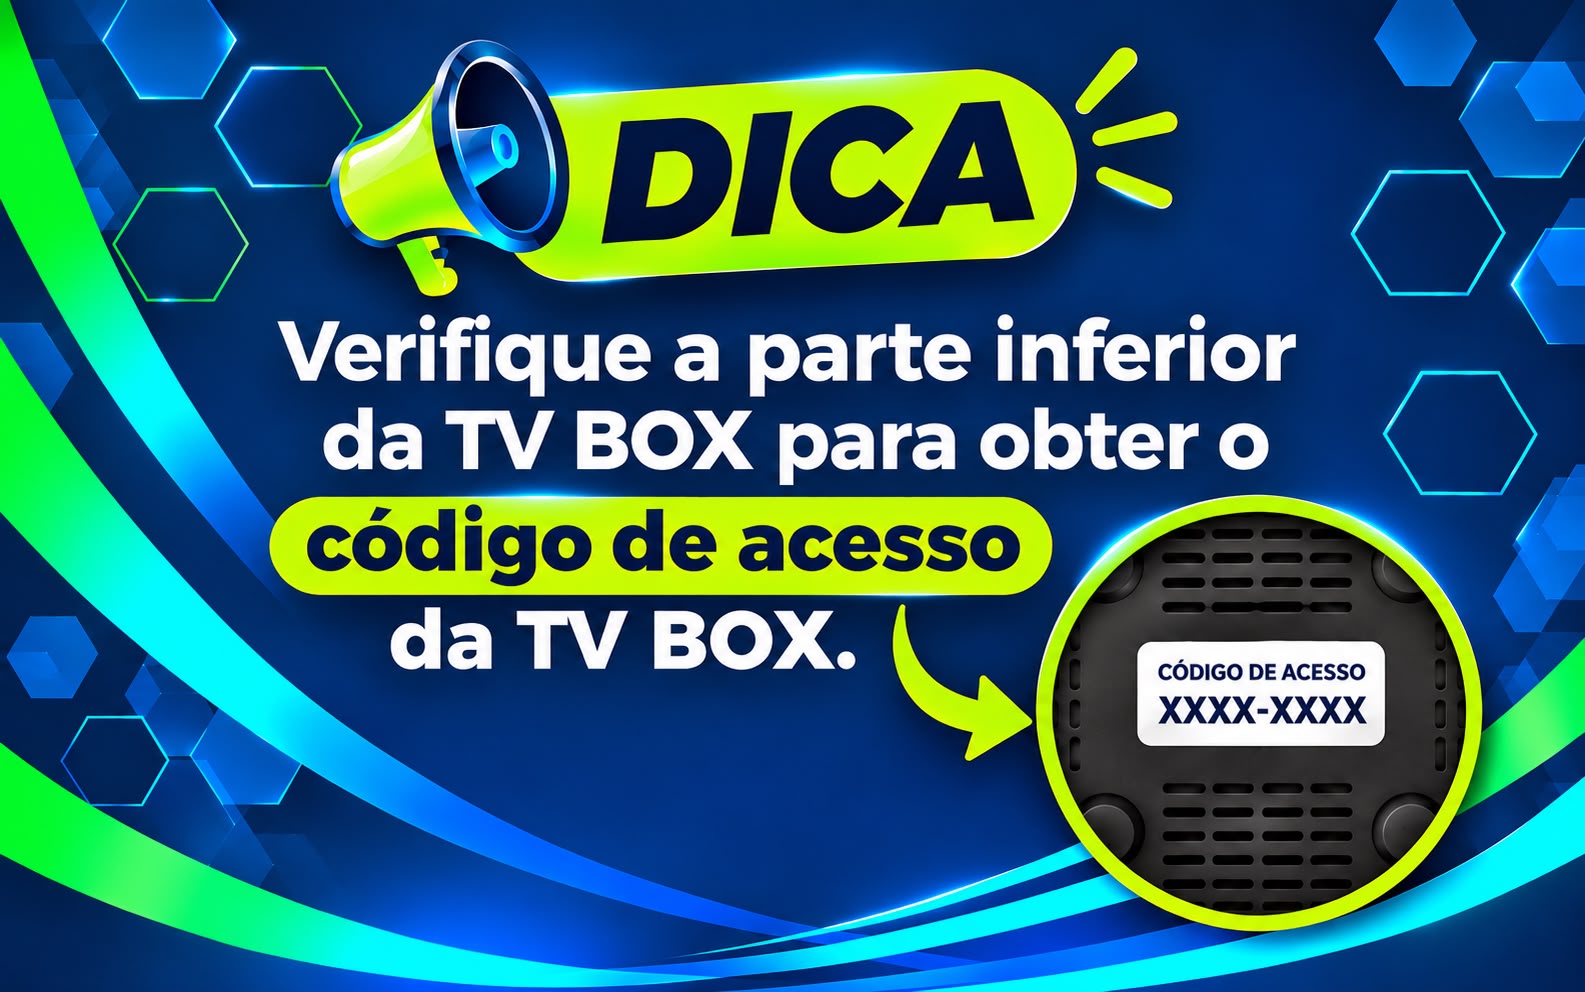 DICA
Verifique a parte inferior
da TV BOX para obter o
código de acesso
da TV BOX.
CÓDIGO DE ACESSO
XXXX-XXXX